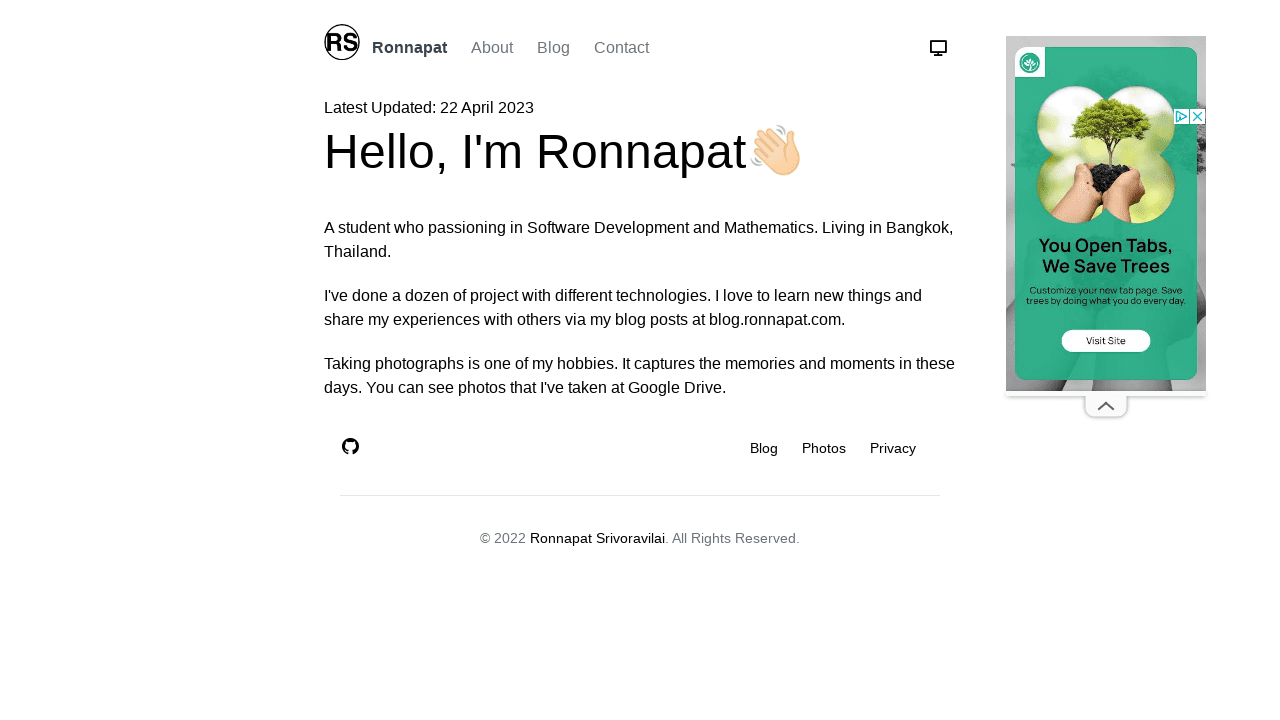 RS
Ronnapat About Blog Contact
Latest Updated: 22 April 2023
Hello, I'm Ronnapat👋🏻
A student who passioning in Software Development and Mathematics. Living in Bangkok,
Thailand.
I've done a dozen of project with different technologies. I love to learn new things and
share my experiences with others via my blog posts at blog.ronnapat.com.
Taking photographs is one of my hobbies. It captures the memories and moments in these
days. You can see photos that I've taken at Google Drive.
Blog Photos Privacy
© 2022 Ronnapat Srivoravilai. All Rights Reserved.
You Open Tabs,
We Save Trees
Customize your new tab page. Save
trees by doing what you do every day.
Visit Site